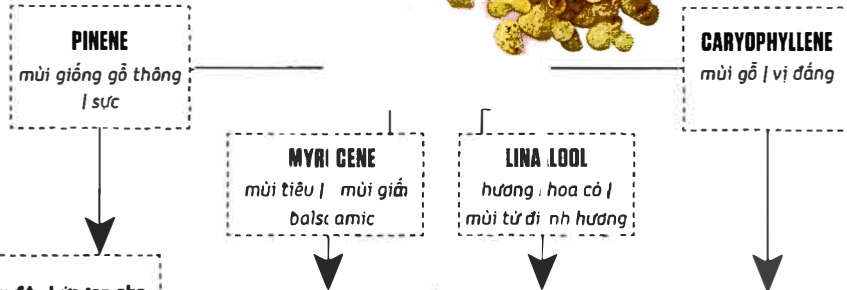 PINENE
mùi giống gỗ thông
| sực
CARYOPHYLLENE
mùi gỗ | vị đắng
MYRCENE
mùi tiêu | mùi giấm
balsamic
LINALOOL
hương hoa cỏ |
mùi từ đinh hương